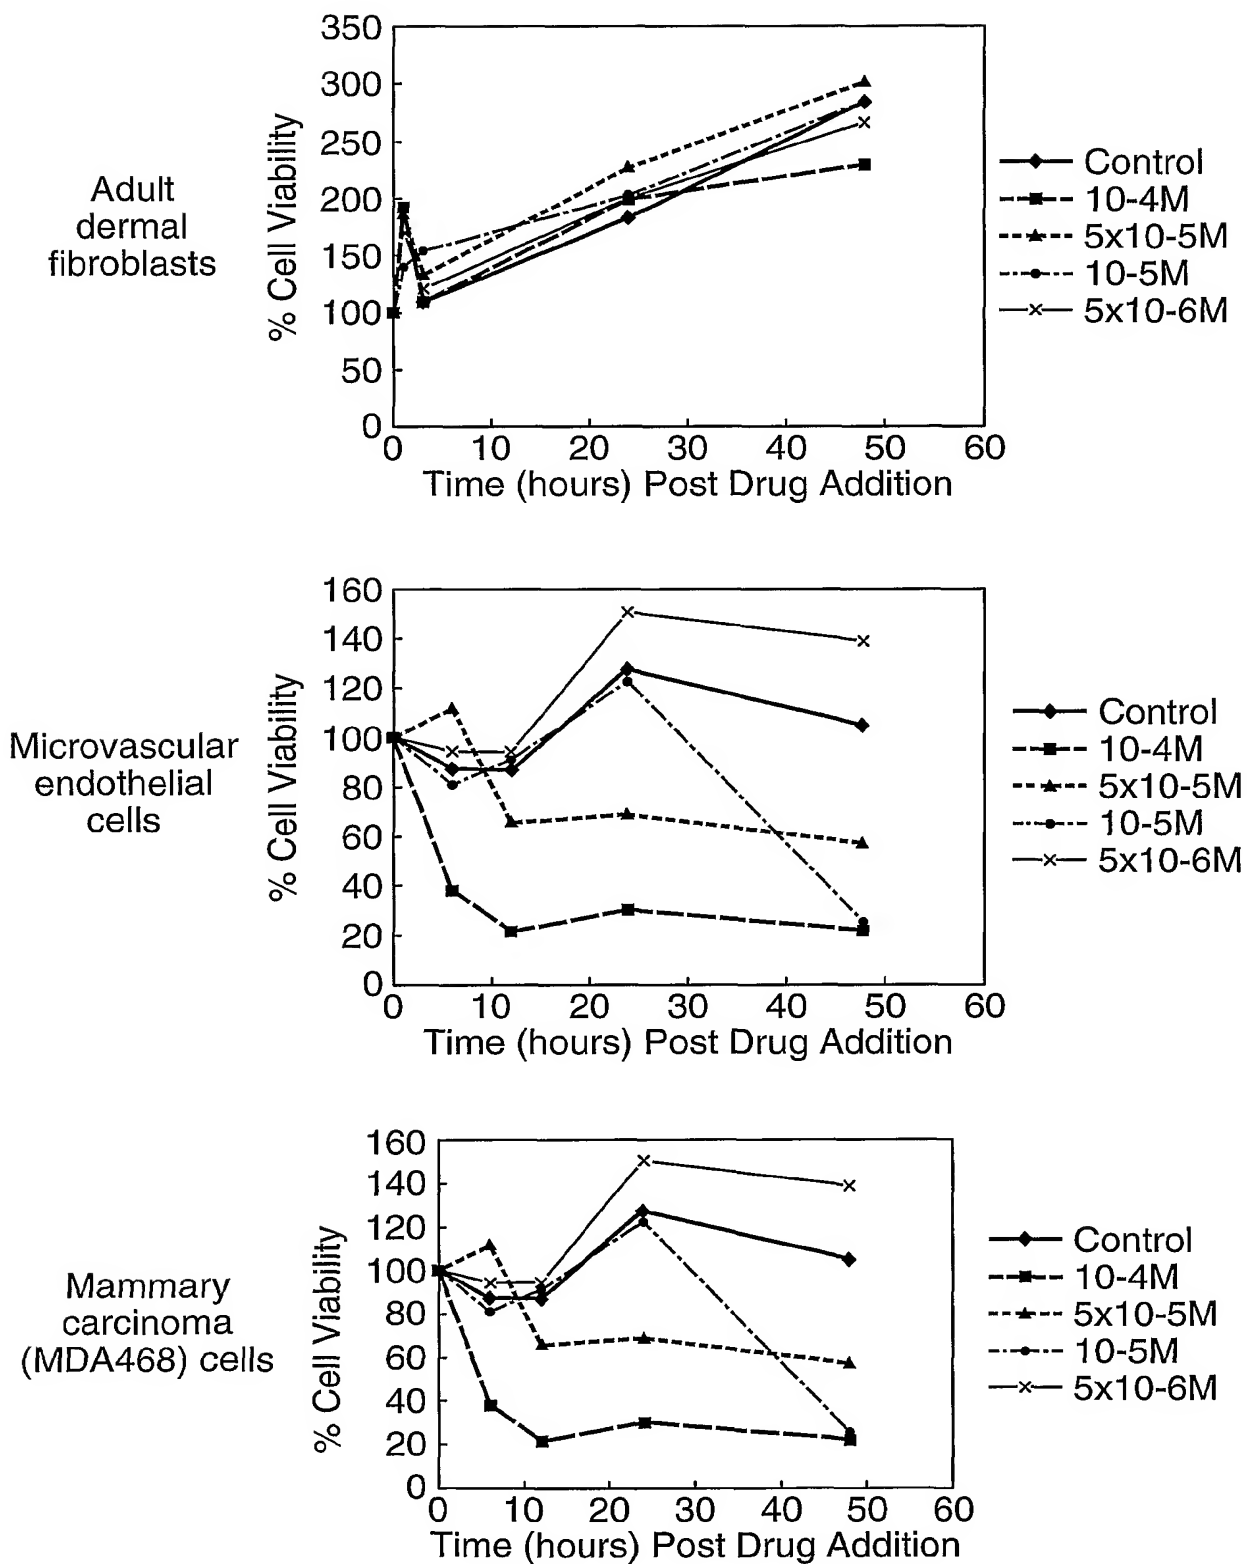 350
300
250
200
150
100
50
0
% Cell Viability
Adult
dermal
fibroblasts
0 10 20 30 40 50 60
Time (hours) Post Drug Addition
Control
10-4M
5x10-5M
10-5M
5x10-6M
160
140
120
100
80
60
40
20
0
% Cell Viability
Microvascular
endothelial
cells
0 10 20 30 40 50 60
Time (hours) Post Drug Addition
Control
10-4M
5x10-5M
10-5M
5x10-6M
160
140
120
100
80
60
40
20
0
% Cell Viability
Mammary
carcinoma
(MDA468) cells
0 10 20 30 40 50 60
Time (hours) Post Drug Addition
Control
10-4M
5x10-5M
10-5M
5x10-6M